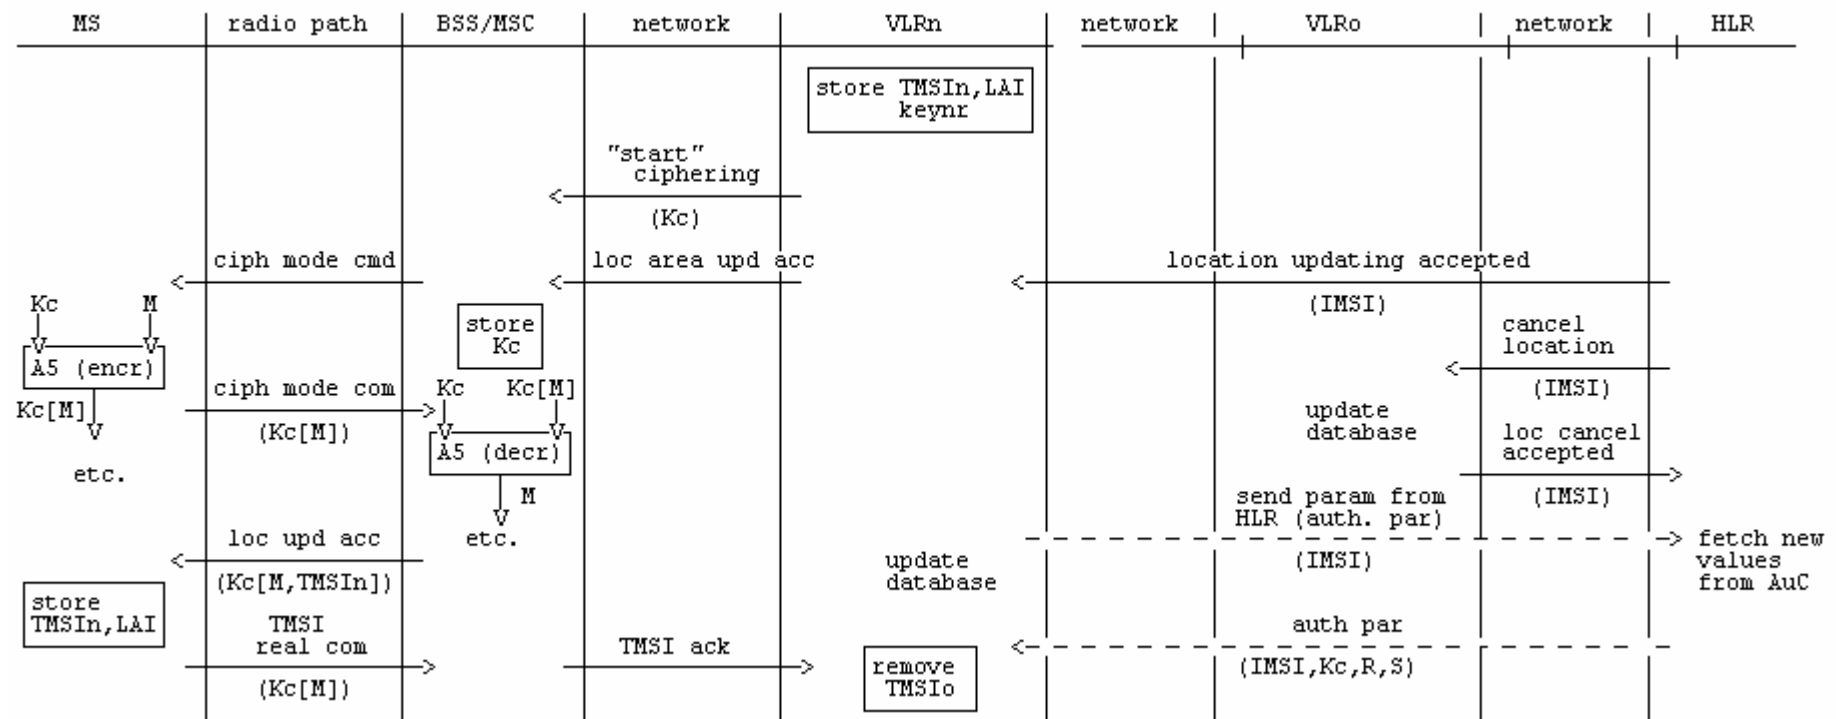 MS radio path BSS/MSC network VLRn network VLRo network HLR
store TMSIn,LAI
keynr
"start"
ciphering
(Kc)
ciph mode cmd
loc area upd acc
location updating accepted
(IMSI)
Kc M
store
Kc
cancel
location
A5 (encr)
(IMSI)
ciph mode com
Kc Kc[M]
Kc[M]
(Kc[M])
update
database
loc cancel
accepted
A5 (decr)
etc.
M
send param from
HLR (auth. par)
(IMSI)
loc upd acc
etc.
fetch new
values
from AuC
update
database
(IMSI)
(Kc[M,TMSIn])
store
TMSIn,LAI
TMSI
real com
TMSI ack
auth par
remove
TMSIo
(IMSI,Kc,R,S)
(Kc[M])